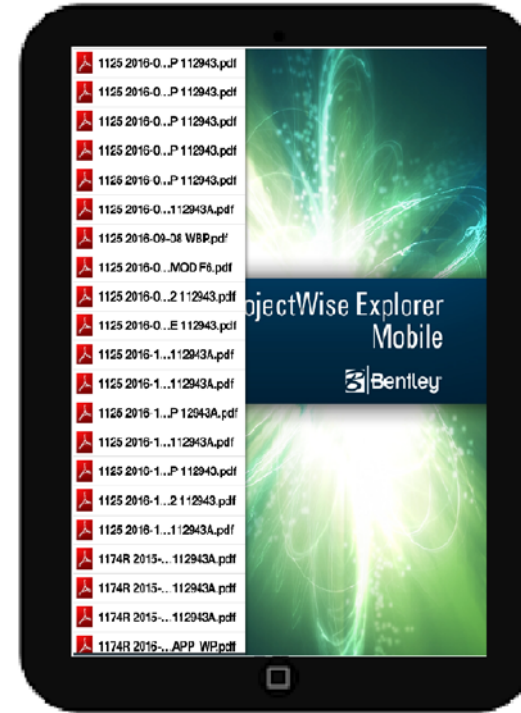 1125 2016-0...P 112943.pdf
1125 2016-0...P 112943.pdf
1125 2016-0...P 112943.pdf
1125 2016-0...P 112943.pdf
1125 2016-0...P 112943.pdf
1125 2016-0...112943A.pdf
1125 2016-09-08 WBP.pdf
1125 2016-0...MOD F6.pdf
1125 2016-0...2 112943.pdf
1125 2016-0...E 112943.pdf
1125 2016-1...112943A.pdf
1125 2016-1...112943A.pdf
1125 2016-1...P 12943A.pdf
1125 2016-1...112943A.pdf
1125 2016-1...P 112943.pdf
1125 2016-1...2 112943.pdf
1125 2016-1...112943A.pdf
1174R 2015-...112943A.pdf
1174R 2015-...112943A.pdf
1174R 2015-...112943A.pdf
1174R 2016-...APP WP.pdf
ojectWise Explorer
Mobile
Bentley